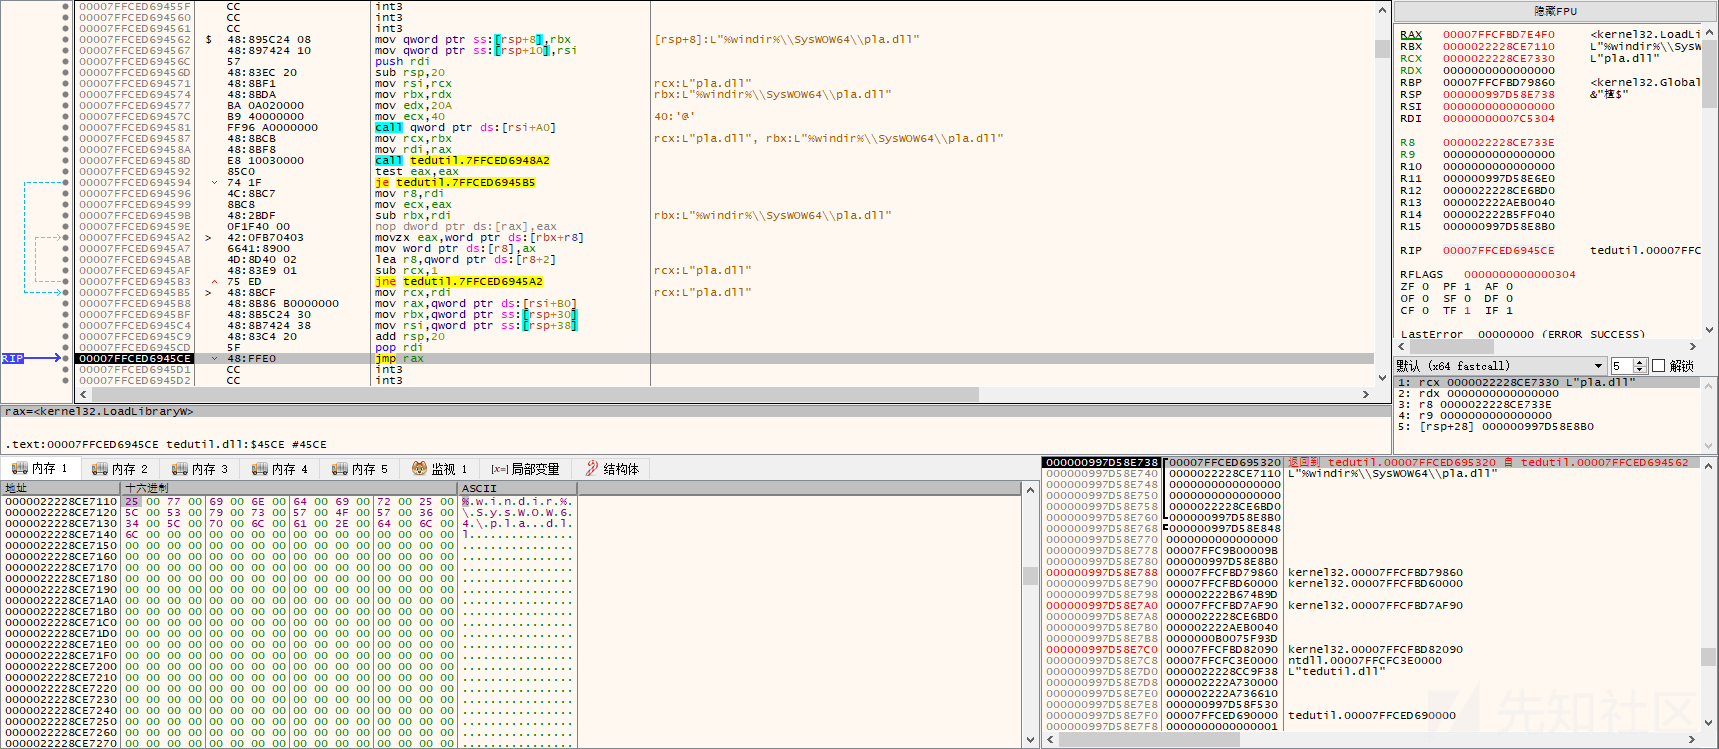 00007FFCED69455F CC int3
00007FFCED694560 CC int3
00007FFCED694561 CC int3
00007FFCED694562 $ 48:895C24 08 mov qword ptr ss:[rsp+8],rbx [rsp+8]:L"%windir%\\SysWOW64\\pla.dll"
00007FFCED694567 48:897424 10 mov qword ptr ss:[rsp+10],rsi
00007FFCED69456C 57 push rdi
00007FFCED69456D 48:83EC 20 sub rsp,20
00007FFCED694571 48:8BF1 mov rsi,rcx rcx:L"pla.dll"
00007FFCED694574 48:8BDA mov rbx,rdx rbx:L"%windir%\\SysWOW64\\pla.dll"
00007FFCED694577 BA 0A020000 mov edx,20A
00007FFCED69457C B9 40000000 mov ecx,40 40:'@'
00007FFCED694581 FF96 A0000000 call qword ptr ds:[rsi+A0]
00007FFCED694587 48:8BCB mov rcx,rbx rcx:L"pla.dll", rbx:L"%windir%\\SysWOW64\\pla.dll"
00007FFCED69458A 48:8BF8 mov rdi,rax
00007FFCED69458D E8 10030000 call tedutil.7FFCED6948A2
00007FFCED694592 85C0 test eax,eax
00007FFCED694594 74 1F je tedutil.7FFCED6945B5
00007FFCED694596 4C:8BC7 mov r8,rdi
00007FFCED694599 8BC8 mov ecx,eax
00007FFCED69459B 48:2BDF sub rbx,rdi rbx:L"%windir%\\SysWOW64\\pla.dll"
00007FFCED69459E 0F1F40 00 nop dword ptr ds:[rax],eax
00007FFCED6945A2 > 42:0FB70403 movzx eax,word ptr ds:[rbx+r8]
00007FFCED6945A7 6641:8900 mov word ptr ds:[r8],ax
00007FFCED6945AB 4D:8D40 02 lea r8,qword ptr ds:[r8+2]
00007FFCED6945AF 48:83E9 01 sub rcx,1 rcx:L"pla.dll"
00007FFCED6945B3 75 ED jne tedutil.7FFCED6945A2
00007FFCED6945B5 > 48:8BCF mov rcx,rdi rcx:L"pla.dll"
00007FFCED6945B8 48:8B86 B0000000 mov rax,qword ptr ds:[rsi+B0]
00007FFCED6945BF 48:8B5C24 30 mov rbx,qword ptr ss:[rsp+30]
00007FFCED6945C4 48:8B7424 38 mov rsi,qword ptr ss:[rsp+38]
00007FFCED6945C9 48:83C4 20 add rsp,20
00007FFCED6945CD 5F pop rdi
RIP 00007FFCED6945CE 48:FFE0 jmp rax
00007FFCED6945D1 CC int3
00007FFCED6945D2 CC int3
rax=<kernel32.LoadLibraryW>
.text:00007FFCED6945CE tedutil.dll:$45CE #45CE
隐藏FPU
RAX 00007FFCFBD7E4F0 <kernel32.LoadLi
RBX 0000022228CE7110 L"%windir%\\SysW
RCX 0000022228CE7330 L"pla.dll"
RDX 0000000000000000
RBP 00007FFCFBD79860 <kernel32.Global
RSP 000000997D58E738
RSI 0000000000000000
RDI 00000000007C5304
R8 0000022228CE733E
R9 0000000000000000
R10 0000000000000000
R11 000000997D58E6E0
R12 0000022228CE6BD0
R13 000002222AEB0040
R14 000002222B5FF040
R15 000000997D58E8B0
RIP 00007FFCED6945CE tedutil.00007FFC
RFLAGS 0000000000000304
ZF 0 PF 1 AF 0
OF 0 SF 0 DF 0
CF 0 TF 1 IF 1
LastError 00000000 (ERROR_SUCCESS)
默认 (x64 fastcall) 5 解锁
1: rcx 0000022228CE7330 L"pla.dll"
2: rdx 0000000000000000
3: r8 0000022228CE733E
4: r9 0000000000000000
5: [rsp+28] 000000997D58E8B0
内存 1 内存 2 内存 3 内存 4 内存 5 监视 1 [x=] 局部变量 结构体
地址 十六进制 ASCII
0000022228CE7110 25 00 77 00 69 00 6E 00 64 00 69 00 72 00 25 00 %.w.i.n.d.i.r.%.
0000022228CE7120 5C 00 53 00 79 00 73 00 57 00 4F 00 57 00 36 00 \.S.y.s.W.O.W.6.
0000022228CE7130 34 00 5C 00 70 00 6C 00 61 00 2E 00 64 00 6C 00 4.\.p.l.a...d.l.
0000022228CE7140 6C 00 00 00 00 00 00 00 00 00 00 00 00 00 00 00 l...............
0000022228CE7150 00 00 00 00 00 00 00 00 00 00 00 00 00 00 00 00 ................
0000022228CE7160 00 00 00 00 00 00 00 00 00 00 00 00 00 00 00 00 ................
0000022228CE7170 00 00 00 00 00 00 00 00 00 00 00 00 00 00 00 00 ................
0000022228CE7180 00 00 00 00 00 00 00 00 00 00 00 00 00 00 00 00 ................
0000022228CE7190 00 00 00 00 00 00 00 00 00 00 00 00 00 00 00 00 ................
0000022228CE71A0 00 00 00 00 00 00 00 00 00 00 00 00 00 00 00 00 ................
0000022228CE71B0 00 00 00 00 00 00 00 00 00 00 00 00 00 00 00 00 ................
0000022228CE71C0 00 00 00 00 00 00 00 00 00 00 00 00 00 00 00 00 ................
0000022228CE71D0 00 00 00 00 00 00 00 00 00 00 00 00 00 00 00 00 ................
0000022228CE71E0 00 00 00 00 00 00 00 00 00 00 00 00 00 00 00 00 ................
0000022228CE71F0 00 00 00 00 00 00 00 00 00 00 00 00 00 00 00 00 ................
0000022228CE7200 00 00 00 00 00 00 00 00 00 00 00 00 00 00 00 00 ................
0000022228CE7210 00 00 00 00 00 00 00 00 00 00 00 00 00 00 00 00 ................
0000022228CE7220 00 00 00 00 00 00 00 00 00 00 00 00 00 00 00 00 ................
0000022228CE7230 00 00 00 00 00 00 00 00 00 00 00 00 00 00 00 00 ................
0000022228CE7240 00 00 00 00 00 00 00 00 00 00 00 00 00 00 00 00 ................
0000022228CE7250 00 00 00 00 00 00 00 00 00 00 00 00 00 00 00 00 ................
0000022228CE7260 00 00 00 00 00 00 00 00 00 00 00 00 00 00 00 00 ................
0000022228CE7270 00 00 00 00 00 00 00 00 00 00 00 00 00 00 00 00 ................
000000997D58E738 00007FFCED695320 返回到 tedutil.00007FFCED695320 自 tedutil.00007FFCED694562
000000997D58E740 0000022228CE7110 L"%windir%\\SysWOW64\\pla.dll"
000000997D58E748 0000000000000000
000000997D58E750 0000000000000000
000000997D58E758 0000022228CE6BD0
000000997D58E760 000000997D58E8B0
000000997D58E768 000000997D58E848
000000997D58E770 0000000000000000
000000997D58E778 00007FFC9B00009B
000000997D58E780 000000997D58E8B0
000000997D58E788 00007FFCFBD79860 kernel32.00007FFCFBD79860
000000997D58E790 00007FFCFBD60000 kernel32.00007FFCFBD60000
000000997D58E798 000002222B674B9D
000000997D58E7A0 00007FFCFBD7AF90 kernel32.00007FFCFBD7AF90
000000997D58E7A8 0000022228CE6BD0
000000997D58E7B0 000002222AEB0040
000000997D58E7B8 0000000B0075F93D
000000997D58E7C0 00007FFCFBD82090 kernel32.00007FFCFBD82090
000000997D58E7C8 00007FFCFC3E0000 ntdll.00007FFCFC3E0000
000000997D58E7D0 0000022228CC9F38 L"tedutil.dll"
000000997D58E7D8 000002222A730000
000000997D58E7E0 000002222A736610
000000997D58E7E8 000000997D58F530
000000997D58E7F0 00007FFCED690000 tedutil.00007FFCED690000
000000997D58E7F8 0000000000000001
先知社区